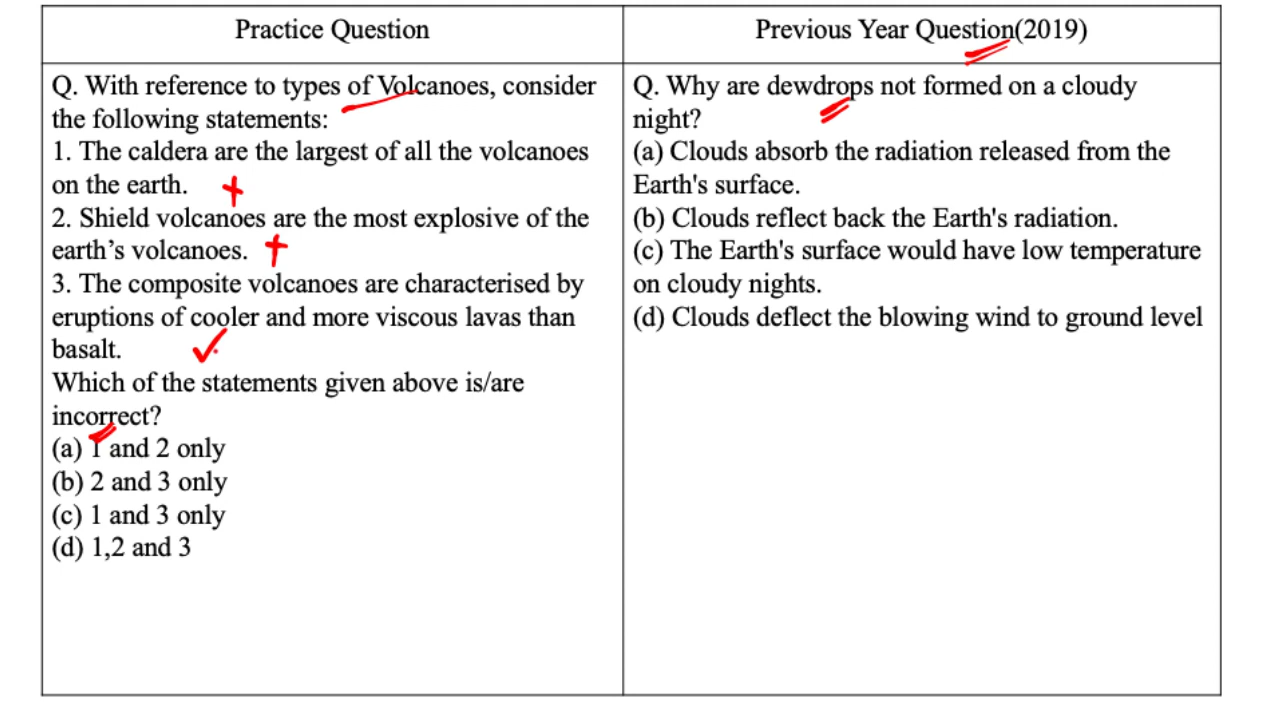 Practice Question
Q. With reference to types of Volcanoes, consider
the following statements:
1. The caldera are the largest of all the volcanoes
on the earth.
2. Shield volcanoes are the most explosive of the
earth’s volcanoes.
3. The composite volcanoes are characterised by
eruptions of cooler and more viscous lavas than
basalt.
Which of the statements given above is/are
incorrect?
(a) 1 and 2 only
(b) 2 and 3 only
(c) 1 and 3 only
(d) 1,2 and 3
Previous Year Question(2019)
Q. Why are dewdrops not formed on a cloudy
night?
(a) Clouds absorb the radiation released from the
Earth's surface.
(b) Clouds reflect back the Earth's radiation.
(c) The Earth's surface would have low temperature
on cloudy nights.
(d) Clouds deflect the blowing wind to ground level